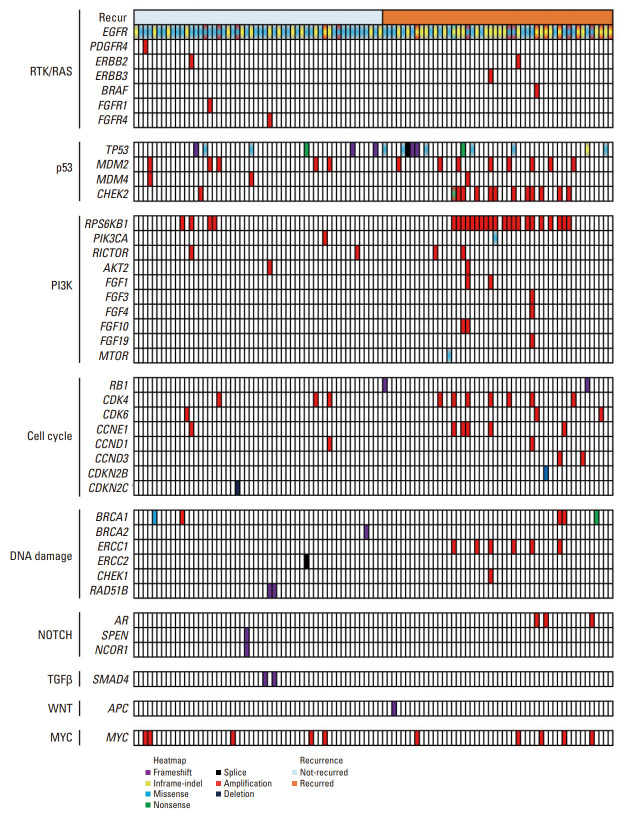 Recur
RTK/RAS
EGFR
PDGFR4
ERBB2
ERBB3
BRAF
FGFR1
FGFR4
p53
TP53
MDM2
MDM4
CHEK2
PI3K
RPS6KB1
PIK3CA
RICTOR
AKT2
FGF1
FGF3
FGF4
FGF10
FGF19
MTOR
Cell cycle
RB1
CDK4
CDK6
CCNE1
CCND1
CCND3
CDKN2B
CDKN2C
DNA damage
BRCA1
BRCA2
ERCC1
ERCC2
CHEK1
RAD51B
NOTCH
AR
SPEN
NCOR1
TGFβ
SMAD4
WNT
APC
MYC
MYC
Heatmap
Frameshift
Inframe-indel
Missense
Nonsense
Splice
Amplification
Deletion
Recurrence
Not-recurred
Recurred